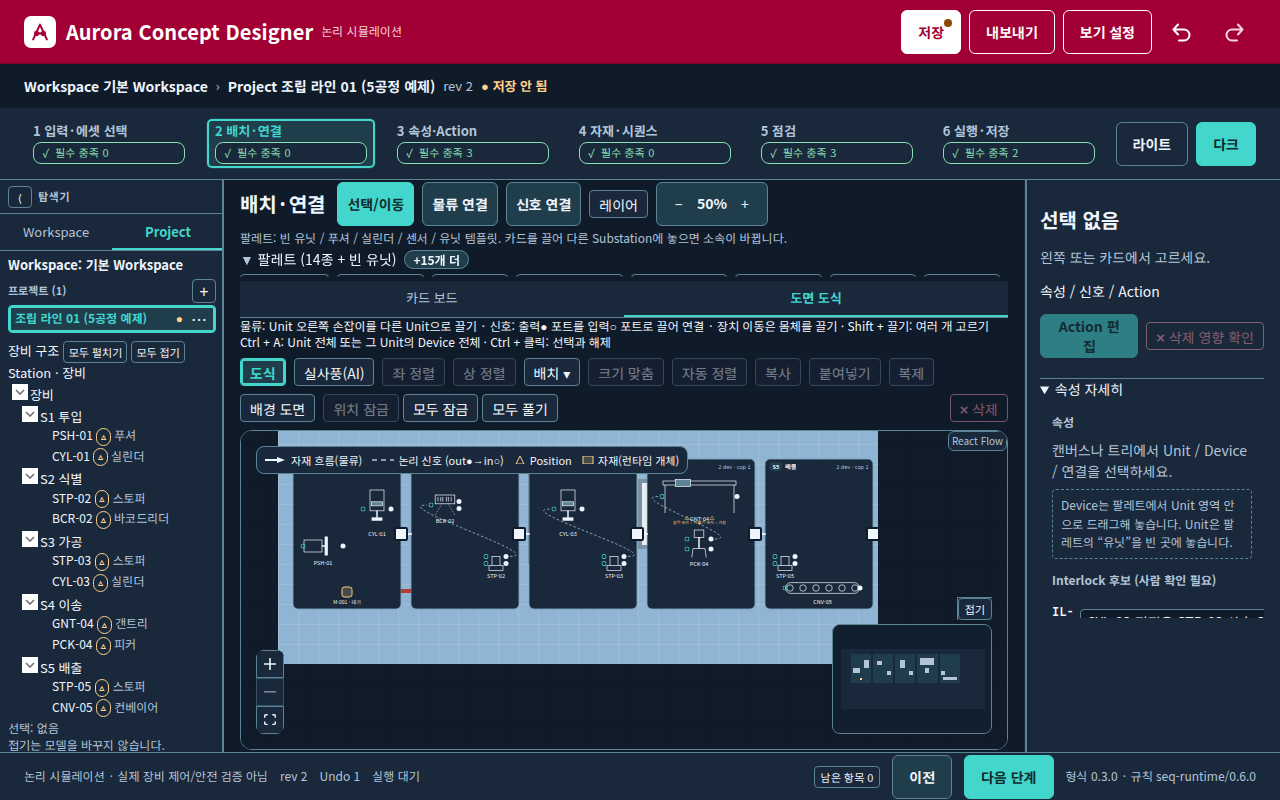 Aurora Concept Designer 논리 시뮬레이션
저장 내보내기 보기 설정
Workspace 기본 Workspace › Project 조립 라인 01 (5공정 예제) rev 2 ● 저장 안 됨
1 입력·에셋 선택
✓ 필수 충족 0
2 배치·연결
✓ 필수 충족 0
3 속성·Action
✓ 필수 충족 3
4 자재·시퀀스
✓ 필수 충족 0
5 점검
✓ 필수 충족 3
6 실행·저장
✓ 필수 충족 2
라이트 다크
⟨ 탐색기
Workspace Project
Workspace: 기본 Workspace
프로젝트 (1) +
조립 라인 01 (5공정 예제) ● ···
장비 구조 모두 펼치기 모두 접기
Station · 장비
장비
S1 투입
PSH-01 푸셔
CYL-01 실린더
S2 식별
STP-02 스토퍼
BCR-02 바코드리더
S3 가공
STP-03 스토퍼
CYL-03 실린더
S4 이송
GNT-04 갠트리
PCK-04 피커
S5 배출
STP-05 스토퍼
CNV-05 컨베이어
선택: 없음
접기는 모델을 바꾸지 않습니다.
배치·연결 선택/이동 물류 연결 신호 연결 레이어 − 50% +
팔레트: 빈 유닛 / 푸셔 / 실린더 / 센서 / 유닛 템플릿. 카드를 끌어 다른 Substation에 놓으면 소속이 바뀝니다.
▼ 팔레트 (14종 + 빈 유닛) +15개 더
카드 보드 도면 도식
물류: Unit 오른쪽 손잡이를 다른 Unit으로 끌기 · 신호: 출력● 포트를 입력○ 포트로 끌어 연결 · 장치 이동은 몸체를 끌기 · Shift + 끌기: 여러 개 고르기
Ctrl + A: Unit 전체 또는 그 Unit의 Device 전체 · Ctrl + 클릭: 선택과 해제
도식 실사풍(AI) 좌 정렬 상 정렬 배치 ▾ 크기 맞춤 자동 정렬 복사 붙여넣기 복제
배경 도면 위치 잠금 모두 잠금 모두 풀기 × 삭제
React Flow
자재 흐름(물류) 논리 신호 (out●→in○) △ Position 자재(런타임 개체)
2 dev · cap 1
S5 배출 2 dev · cap 1
CYL-01
PSH-01
M-001 · 대기
BCR-02
STP-02
CYL-03
STP-03
GNT-04
PCK-04
STP-05
CNV-05
접기
선택 없음
왼쪽 또는 카드에서 고르세요.
속성 / 신호 / Action
Action 편집
× 삭제 영향 확인
▼ 속성 자세히
속성
캔버스나 트리에서 Unit / Device
/ 연결을 선택하세요.
Device는 팔레트에서 Unit 영역 안
으로 드래그해 놓습니다. Unit은 팔
레트의 “유닛”을 빈 곳에 놓습니다.
Interlock 후보 (사람 확인 필요)
IL-
논리 시뮬레이션 · 실제 장비 제어/안전 검증 아님 rev 2 Undo 1 실행 대기
남은 항목 0 이전 다음 단계 형식 0.3.0 · 규칙 seq-runtime/0.6.0